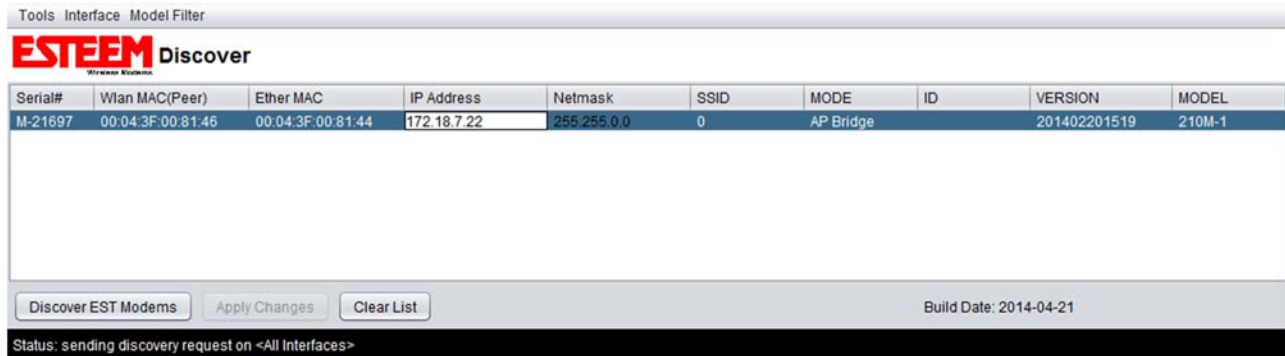 Tools Interface Model Filter
ESTEEM Discover
Wireless Modems
Serial# Wlan MAC(Peer) Ether MAC IP Address Netmask SSID MODE ID VERSION MODEL
M-21697 00:04:3F:00:81:46 00:04:3F:00:81:44 172.18.7.22 255.255.0.0 0 AP Bridge 201402201519 210M-1
Discover EST Modems Apply Changes Clear List Build Date: 2014-04-21
Status: sending discovery request on <All Interfaces>